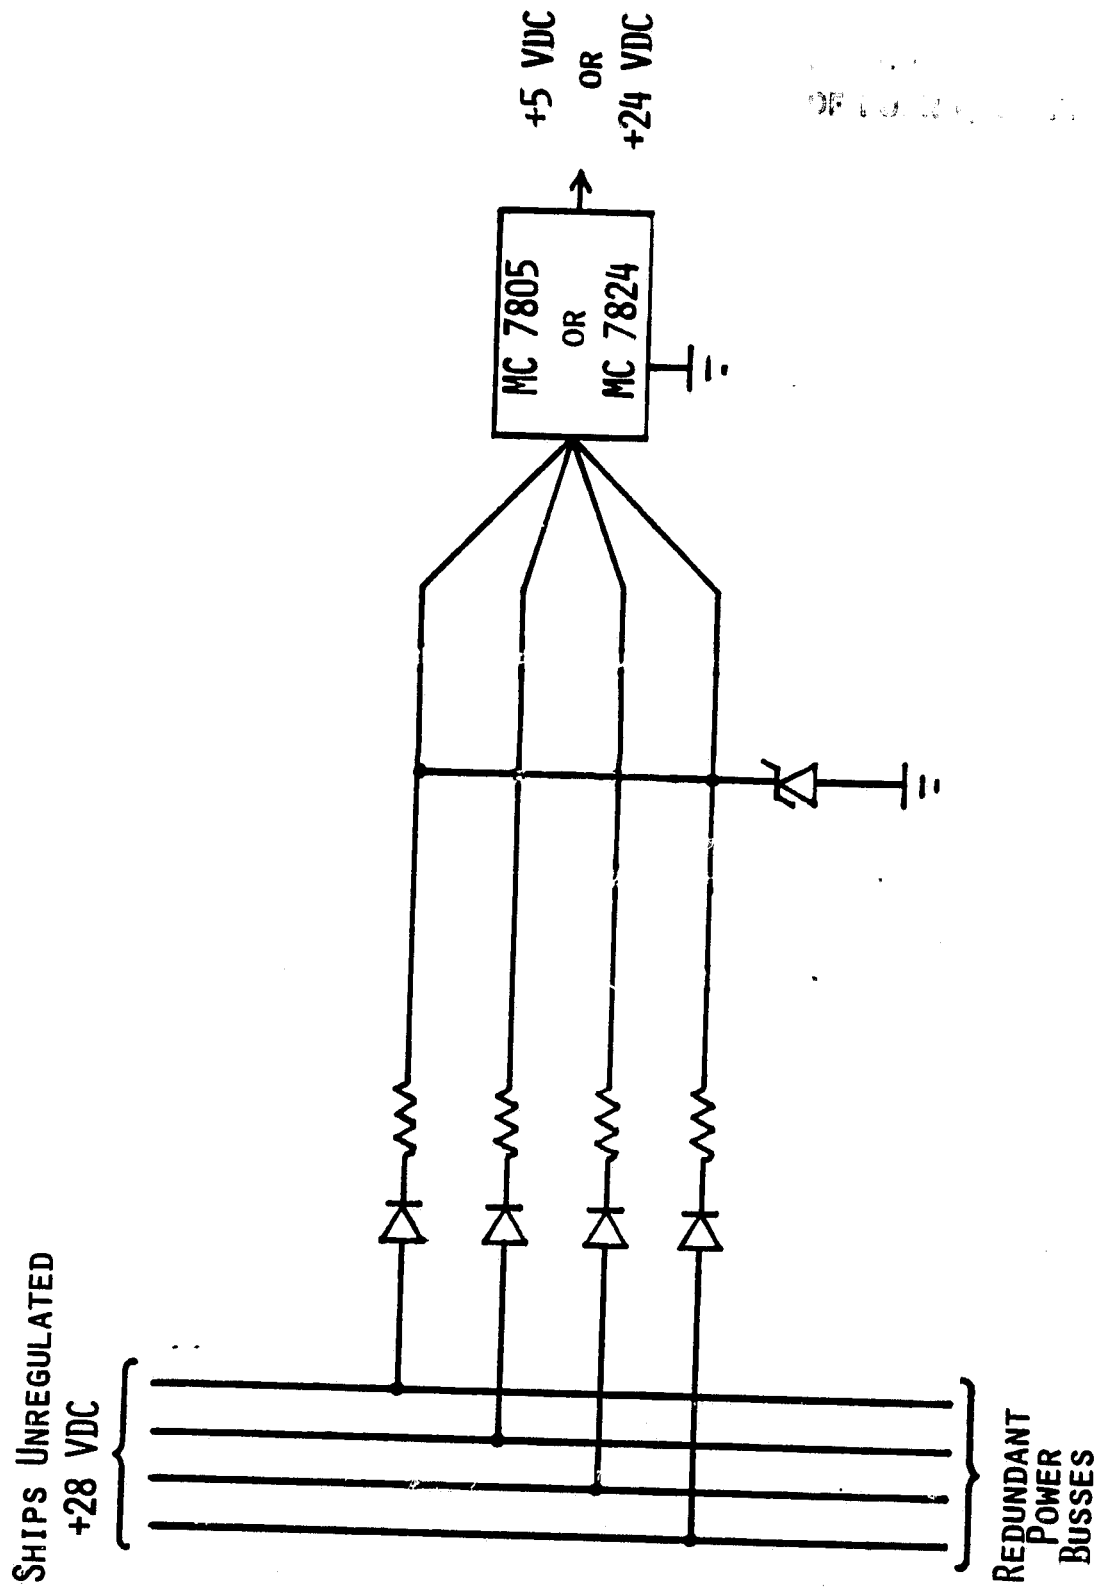 SHIPS UNREGULATED
+28 VDC
REDUNDANT
POWER
BUSSES
MC 7805
OR
MC 7824
+5 VDC
OR
+24 VDC